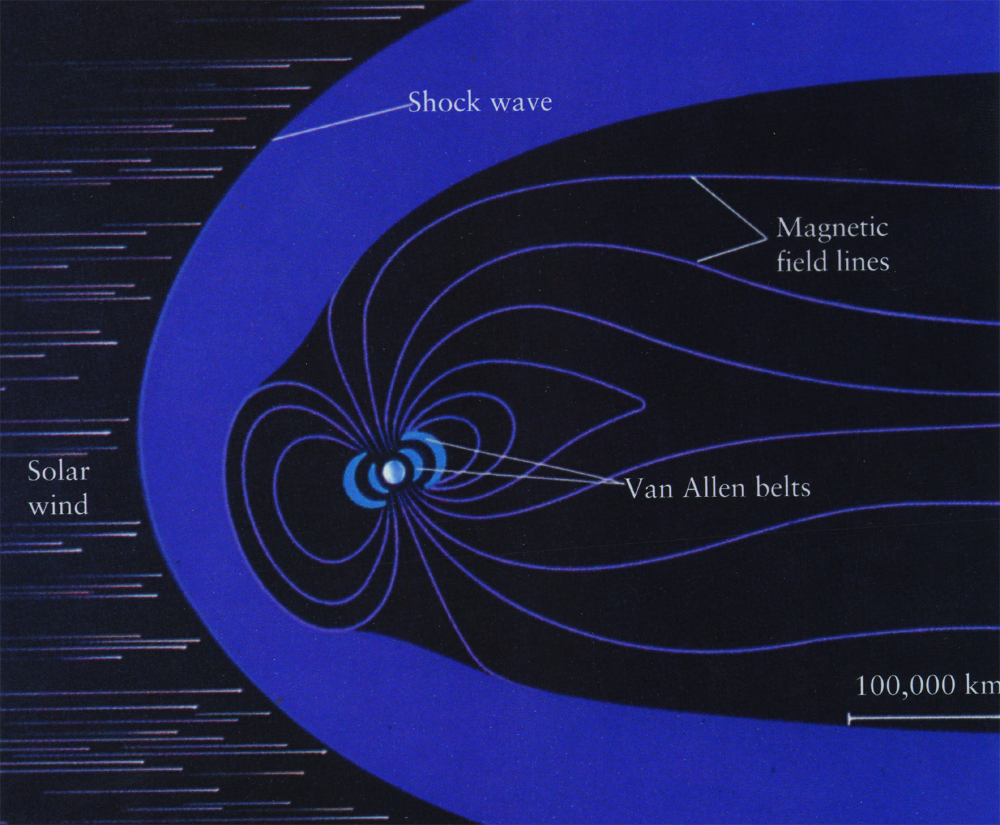 Shock wave
Magnetic
field lines
Solar
wind
Van Allen belts
100,000 km